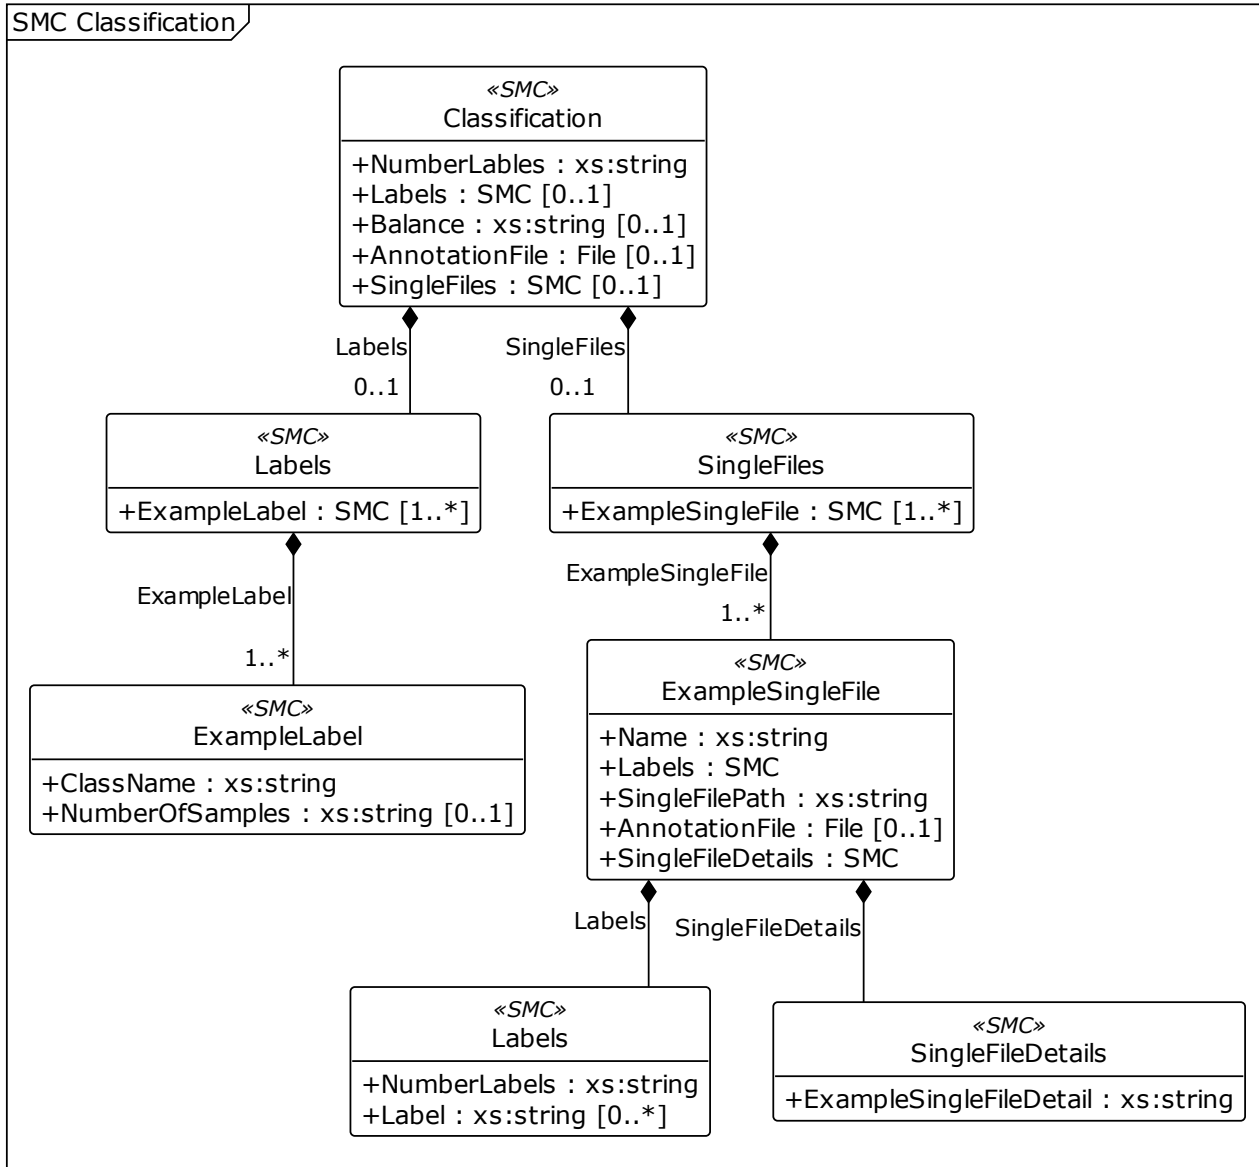 SMC Classification
«SMC»
Classification
+NumberLables : xs:string
+Labels : SMC [0..1]
+Balance : xs:string [0..1]
+AnnotationFile : File [0..1]
+SingleFiles : SMC [0..1]
Labels
0..1
SingleFiles
0..1
«SMC»
Labels
+ExampleLabel : SMC [1..*]
«SMC»
SingleFiles
+ExampleSingleFile : SMC [1..*]
ExampleLabel
1..*
ExampleSingleFile
1..*
«SMC»
ExampleLabel
+ClassName : xs:string
+NumberOfSamples : xs:string [0..1]
«SMC»
ExampleSingleFile
+Name : xs:string
+Labels : SMC
+SingleFilePath : xs:string
+AnnotationFile : File [0..1]
+SingleFileDetails : SMC
Labels
SingleFileDetails
«SMC»
Labels
+NumberLabels : xs:string
+Label : xs:string [0..*]
«SMC»
SingleFileDetails
+ExampleSingleFileDetail : xs:string